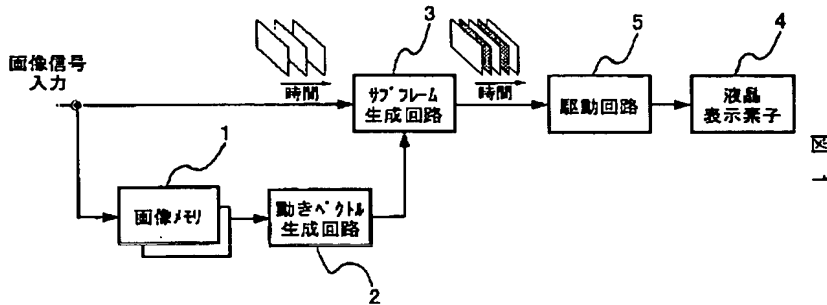 3
5
4
画像信号
入力
時間
時間
サブフレーム
生成回路
駆動回路
液晶
表示素子
1
画像メモリ
動きベクトル
生成回路
2